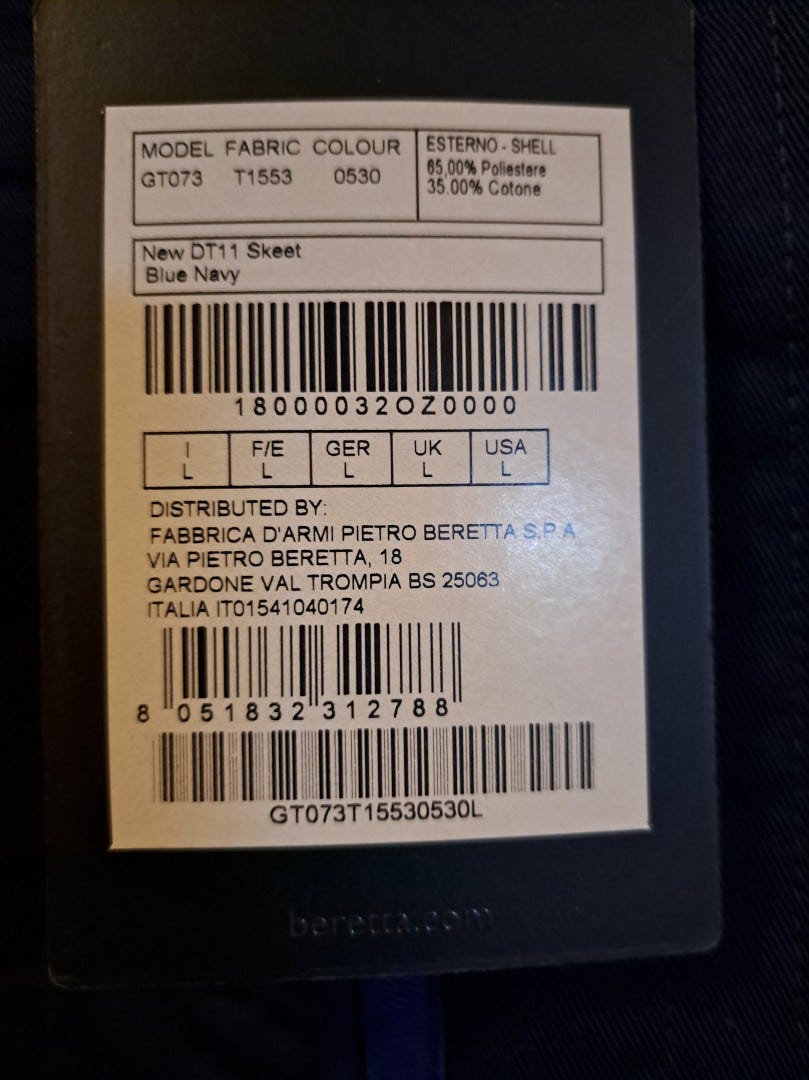 MODEL FABRIC COLOUR
GT073 T1553 0530
ESTERNO - SHELL
65,00% Poliestere
35.00% Cotone
New DT11 Skeet
Blue Navy
18000032OZ0000
I F/E GER UK USA
L L L L L
DISTRIBUTED BY:
FABBRICA D'ARMI PIETRO BERETTA S.P.A
VIA PIETRO BERETTA, 18
GARDONE VAL TROMPIA BS 25063
ITALIA IT01541040174
8 051832 312788
GT073T15530530L
beretta.com